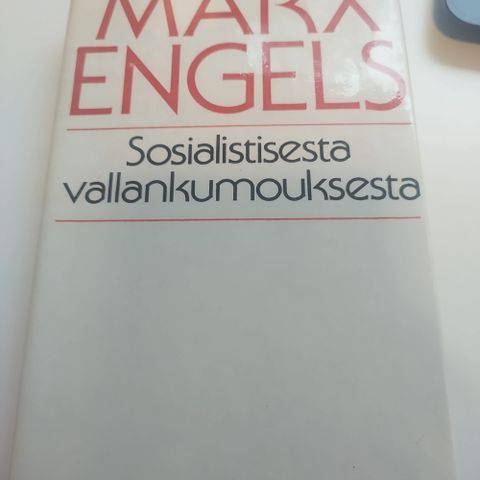 MARX
ENGELS
Sosialistisesta
vallankumouksesta